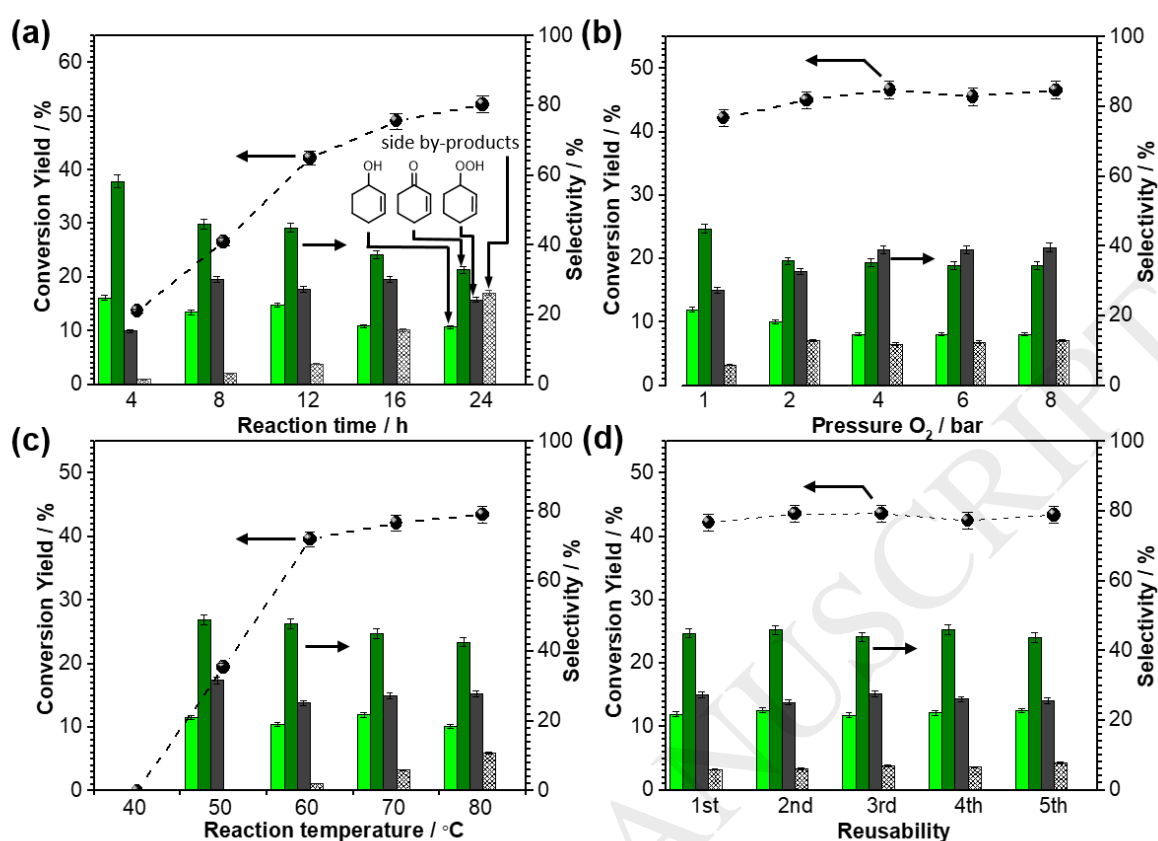 (a)
Conversion Yield / %
60
50
40
30
20
10
0
4 8 12 16 24
Reaction time / h
100
80
60
40
20
0
Selectivity / %
side by-products
OH O OOH
(b)
Conversion Yield / %
50
40
30
20
10
0
1 2 4 6 8
Pressure O2 / bar
100
80
60
40
20
0
Selectivity / %
(c)
Conversion Yield / %
50
40
30
20
10
0
40 50 60 70 80
Reaction temperature / °C
100
80
60
40
20
0
Selectivity / %
(d)
Conversion Yield / %
50
40
30
20
10
0
1st 2nd 3rd 4th 5th
Reusability
100
80
60
40
20
0
Selectivity / %
ANUSCRIPT